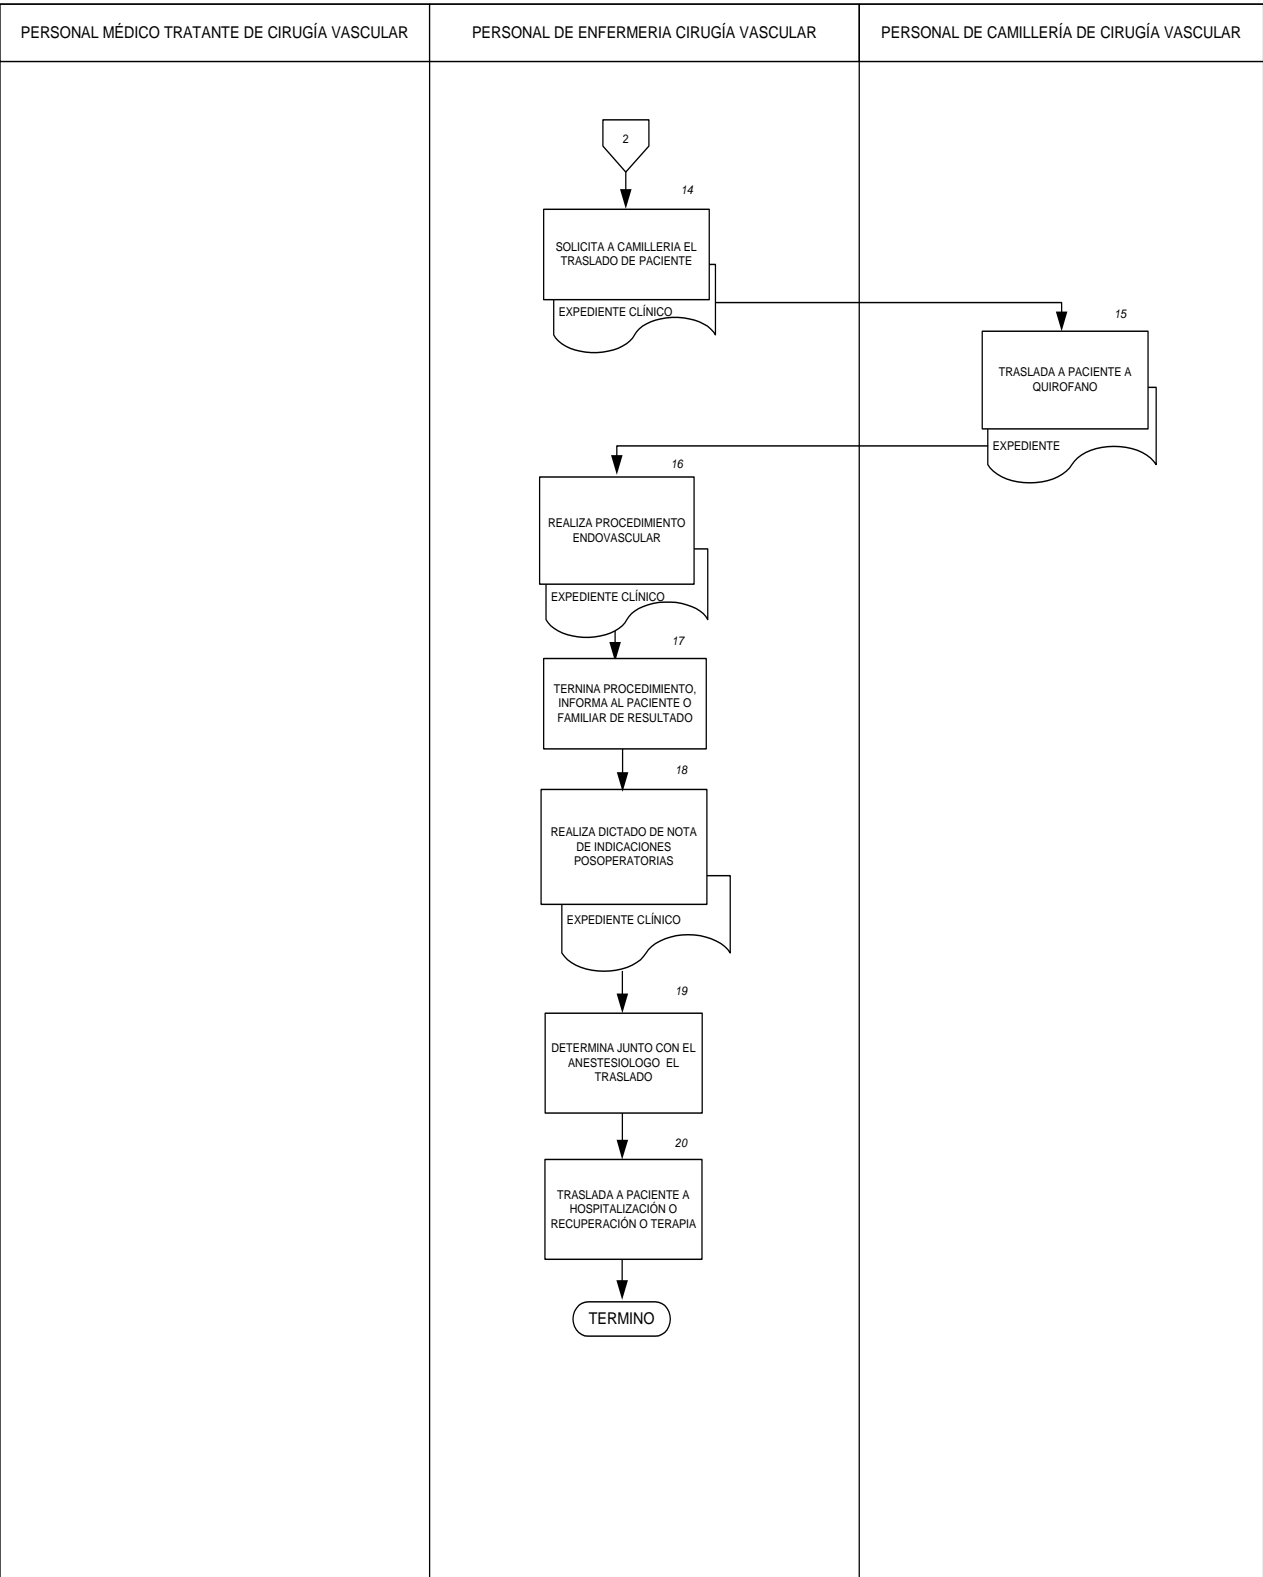 PERSONAL MÉDICO TRATANTE DE CIRUGÍA VASCULAR
PERSONAL DE ENFERMERIA CIRUGÍA VASCULAR
PERSONAL DE CAMILLERÍA DE CIRUGÍA VASCULAR
2
14
SOLICITA A CAMILLERIA EL
TRASLADO DE PACIENTE
EXPEDIENTE CLÍNICO
15
TRASLADA A PACIENTE A
QUIROFANO
EXPEDIENTE
16
REALIZA PROCEDIMIENTO
ENDOVASCULAR
EXPEDIENTE CLÍNICO
17
TERNINA PROCEDIMIENTO,
INFORMA AL PACIENTE O
FAMILIAR DE RESULTADO
18
REALIZA DICTADO DE NOTA
DE INDICACIONES
POSOPERATORIAS
EXPEDIENTE CLÍNICO
19
DETERMINA JUNTO CON EL
ANESTESIOLOGO EL
TRASLADO
20
TRASLADA A PACIENTE A
HOSPITALIZACIÓN O
RECUPERACIÓN O TERAPIA
TERMINO